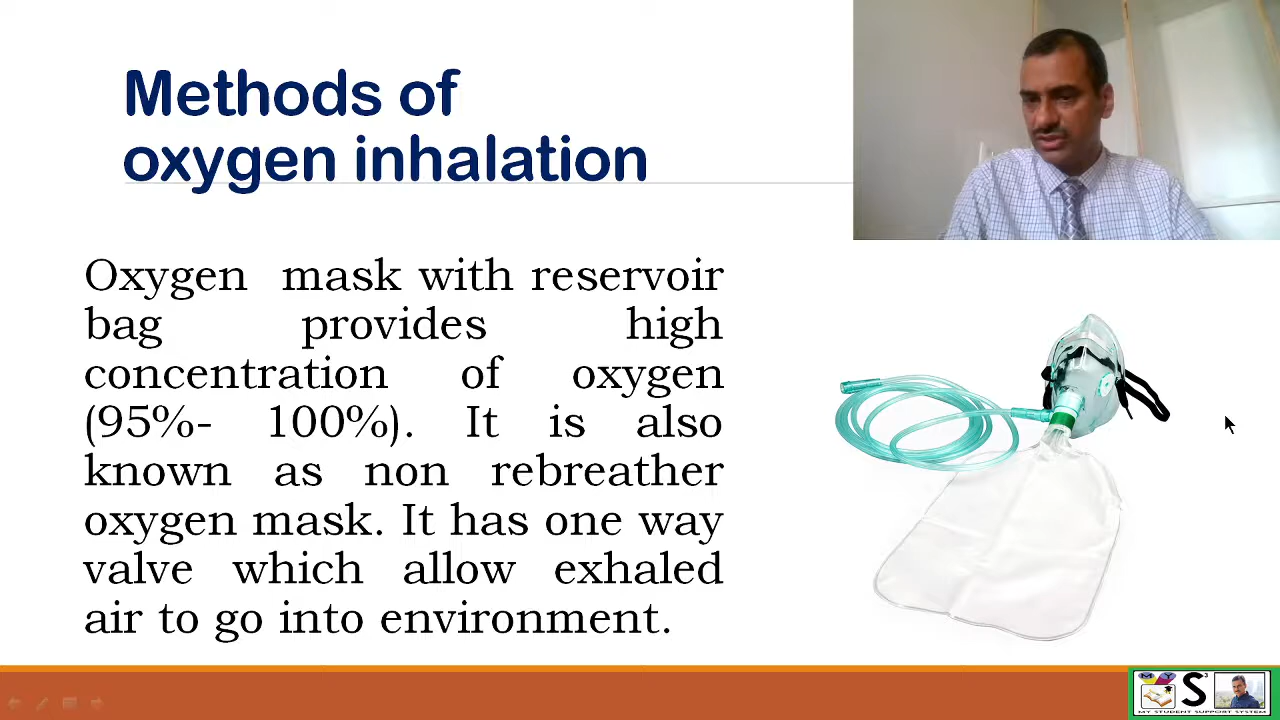 Methods of
oxygen inhalation
Oxygen mask with reservoir
bag provides high
concentration of oxygen
(95%- 100%). It is also
known as non rebreather
oxygen mask. It has one way
valve which allow exhaled
air to go into environment.
MY
S³
MY STUDENT SUPPORT SYSTEM